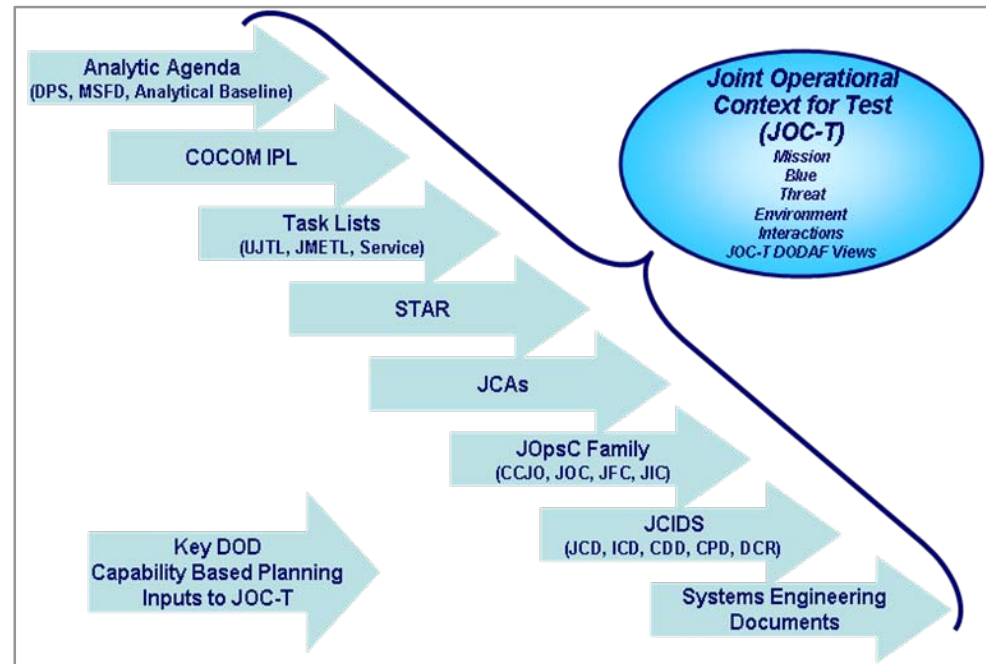 Analytic Agenda
(DPS, MSFD, Analytical Baseline)
COCOM IPL
Task Lists
(UJTL, JMETL, Service)
STAR
JCAs
JOpsC Family
(CCJO, JOC, JFC, JIC)
JCIDS
(JCD, ICD, CDD, CPD, DCR)
Systems Engineering
Documents
Key DOD
Capability Based Planning
Inputs to JOC-T
Joint Operational
Context for Test
(JOC-T)
Mission
Blue
Threat
Environment
Interactions
JOC-T DODAF Views